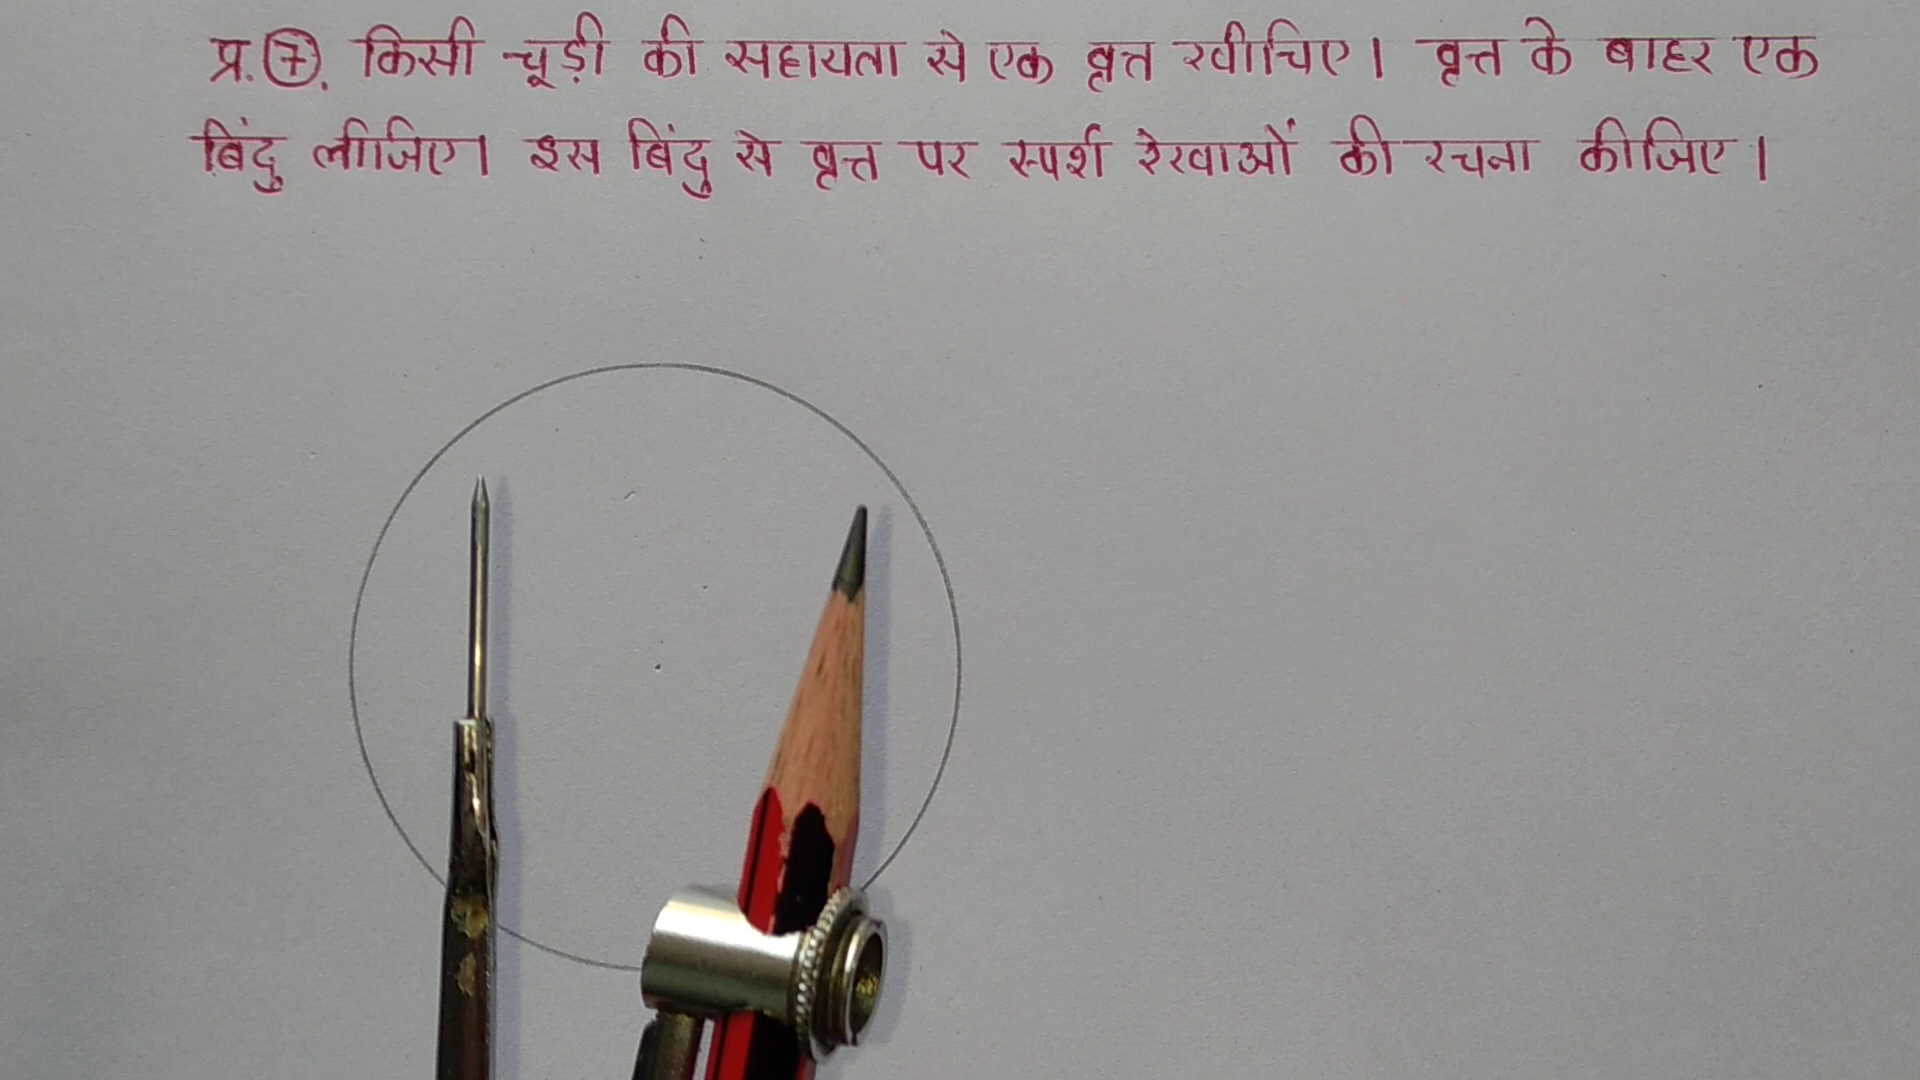 प्र. ⑦. किसी चूड़ी की सहायता से एक वृत्त खींचिए। वृत्त के बाहर एक
बिंदु लीजिए। इस बिंदु से वृत्त पर स्पर्श रेखाओं की रचना कीजिए।